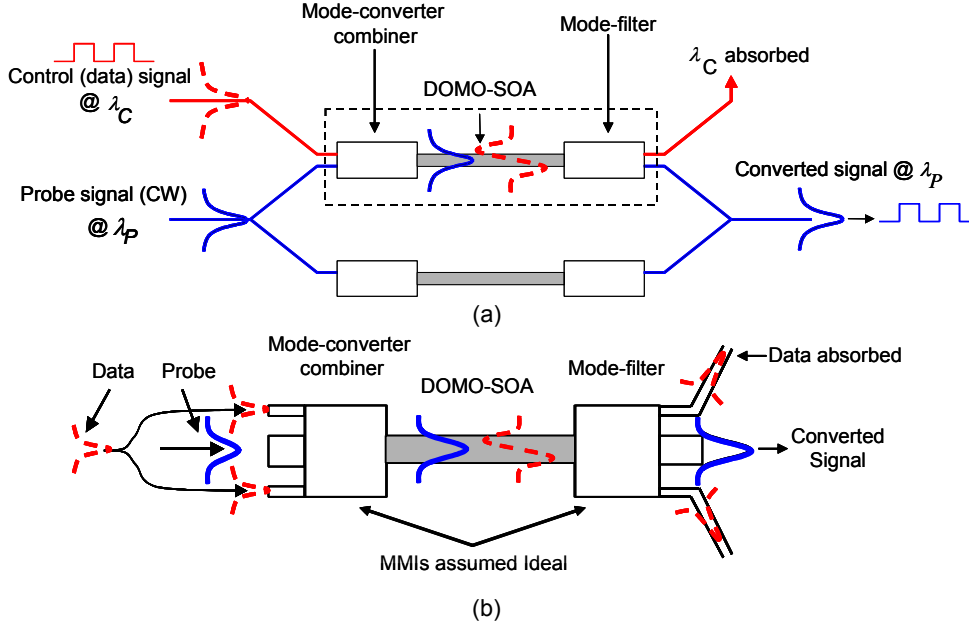 Mode-converter
combiner
Mode-filter
Control (data) signal
@ λC
DOMO-SOA
λC absorbed
Probe signal (CW)
@ λP
Converted signal @ λP
(a)
Mode-converter
combiner
Data
Probe
DOMO-SOA
Mode-filter
Data absorbed
Converted
Signal
MMIs assumed Ideal
(b)